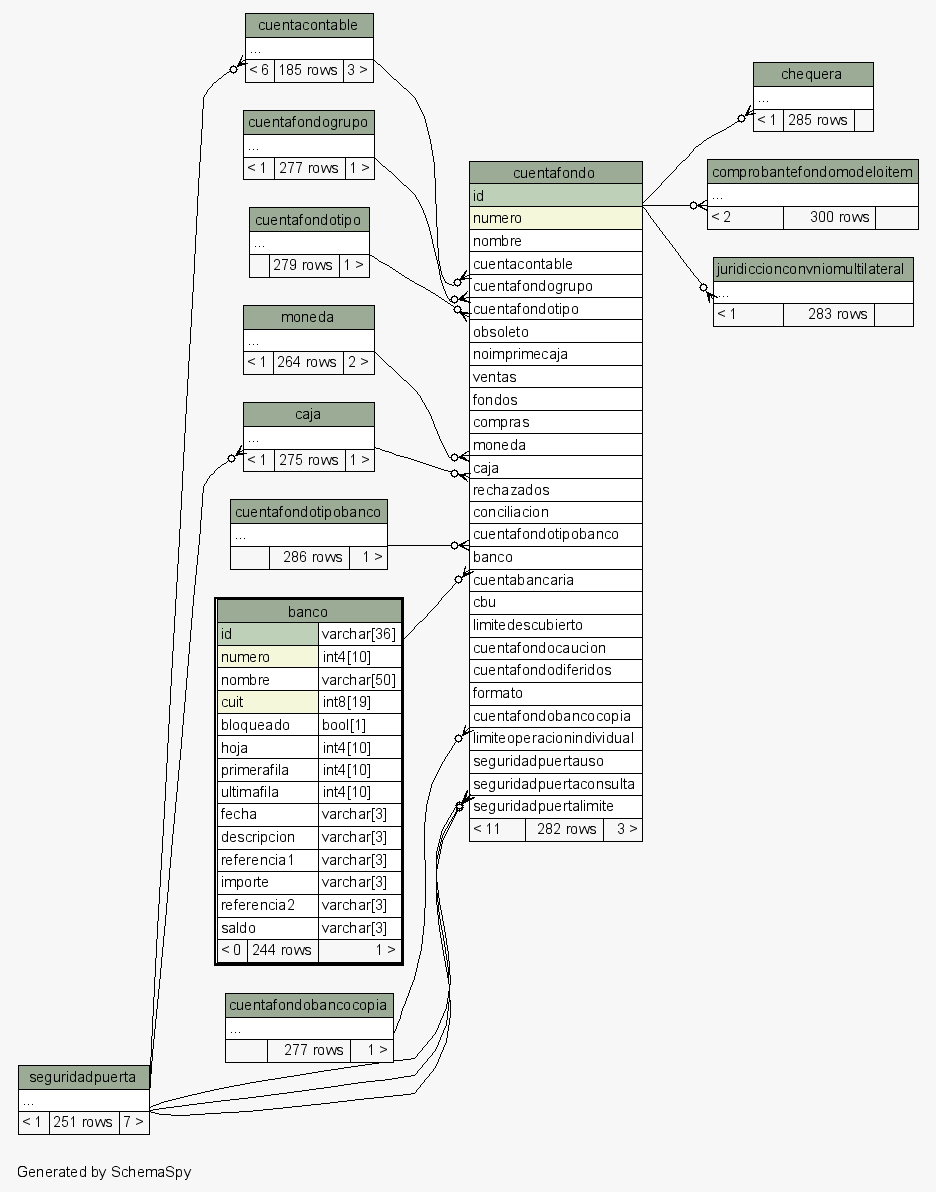 cuentacontable
...
< 6 185 rows 3 >
cuentafondogrupo
...
< 1 277 rows 1 >
cuentafondotipo
...
279 rows 1 >
moneda
...
< 1 264 rows 2 >
caja
...
< 1 275 rows 1 >
cuentafondotipobanco
...
286 rows 1 >
banco
id varchar[36]
numero int4[10]
nombre varchar[50]
cuit int8[19]
bloqueado bool[1]
hoja int4[10]
primerafila int4[10]
ultimafila int4[10]
fecha varchar[3]
descripcion varchar[3]
referencia1 varchar[3]
importe varchar[3]
referencia2 varchar[3]
saldo varchar[3]
< 0 244 rows 1 >
cuentafondobancocopia
...
277 rows 1 >
seguridadpuerta
...
< 1 251 rows 7 >
cuentafondo
id
numero
nombre
cuentacontable
cuentafondogrupo
cuentafondotipo
obsoleto
noimprimecaja
ventas
fondos
compras
moneda
caja
rechazados
conciliacion
cuentafondotipobanco
banco
cuentabancaria
cbu
limitedescubierto
cuentafondocaucion
cuentafondodiferidos
formato
cuentafondobancocopia
limiteoperacionindividual
seguridadpuertauso
seguridadpuertaconsulta
seguridadpuertalimite
< 11 282 rows 3 >
chequera
...
< 1 285 rows
comprobantefondomodeloitem
...
< 2 300 rows
juridiccionconvniomultilateral
...
< 1 283 rows
Generated by SchemaSpy